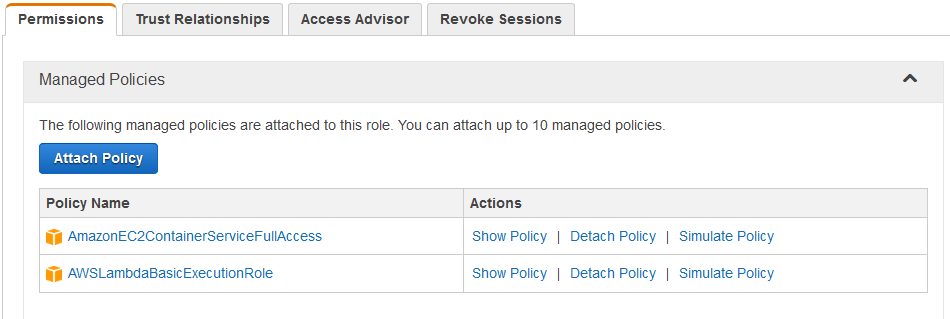 Permissions Trust Relationships Access Advisor Revoke Sessions
Managed Policies
The following managed policies are attached to this role. You can attach up to 10 managed policies.
Attach Policy
Policy Name Actions
AmazonEC2ContainerServiceFullAccess Show Policy | Detach Policy | Simulate Policy
AWSLambdaBasicExecutionRole Show Policy | Detach Policy | Simulate Policy